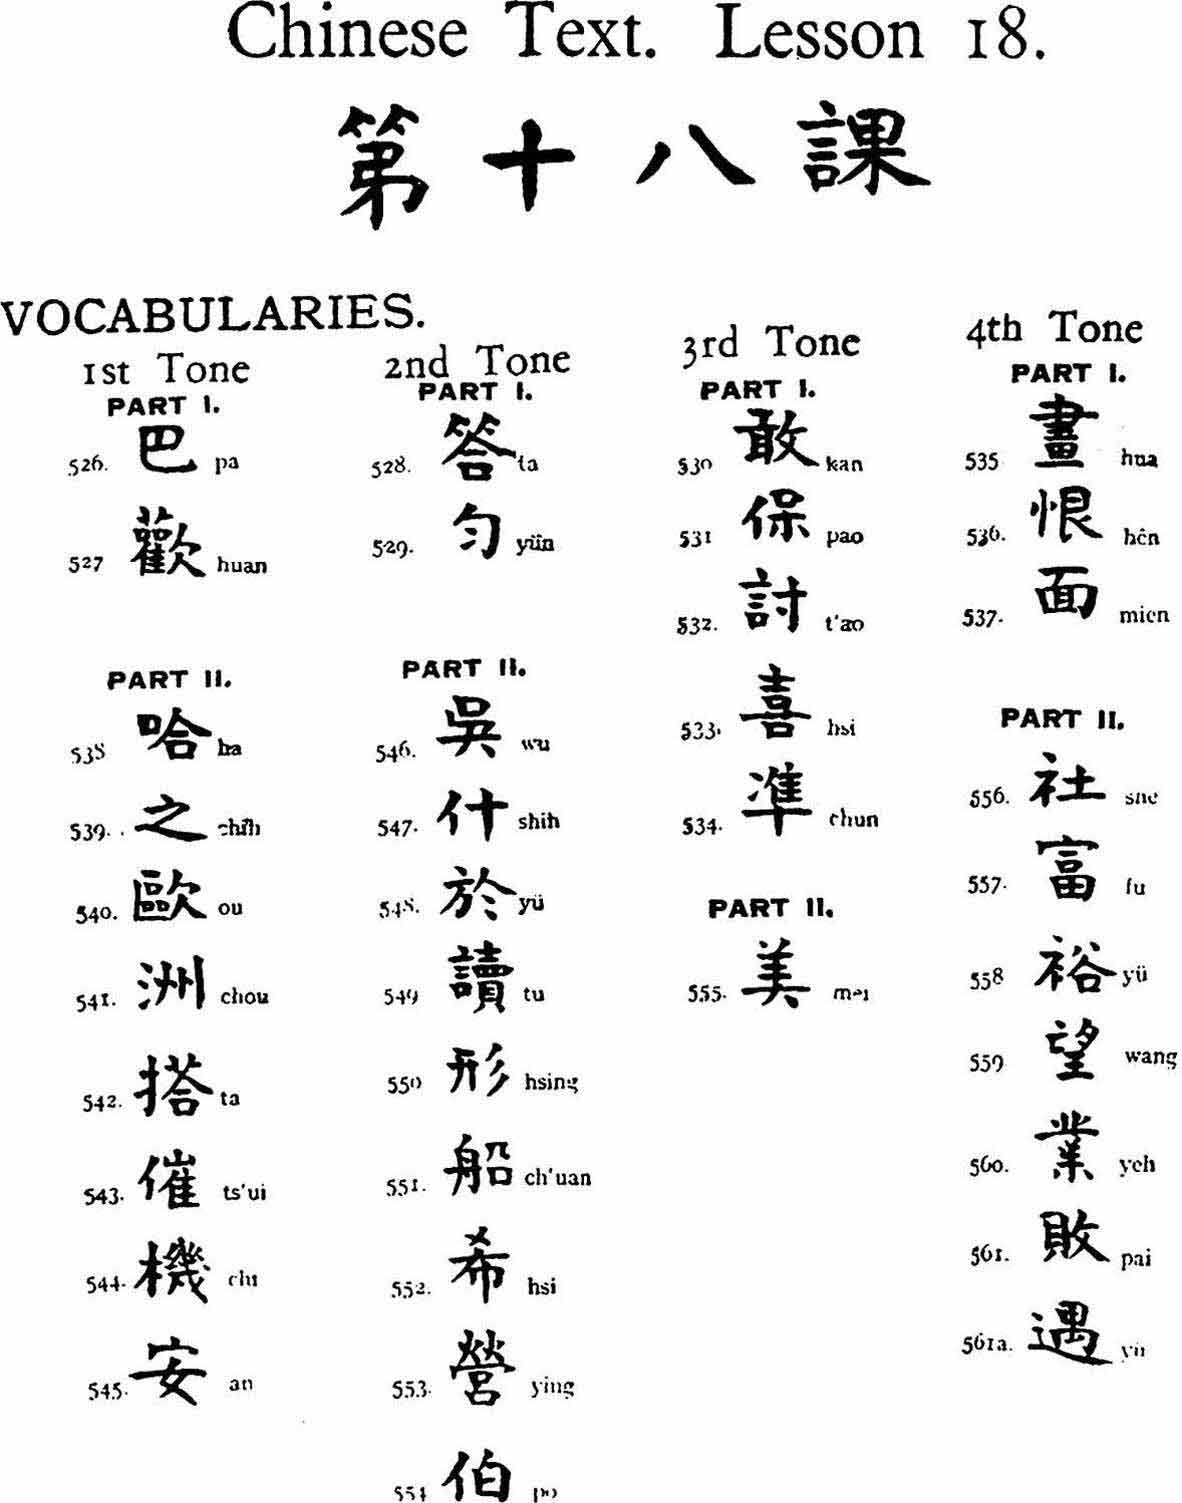 Chinese Text. Lesson 18.
第十八課
VOCABULARIES.
1st Tone
PART I.
526. 巴 pa
527 歡 huan
PART II.
538 哈 ha
539. 之 chih
540. 歐 ou
541. 洲 chou
542. 搭 ta
543. 催 ts'ui
544. 機 chi
545. 安 an
2nd Tone
PART I.
528. 答 ta
529. 勻 yün
PART II.
546. 吳 wu
547. 什 shih
548. 於 yü
549 讀 tu
550 形 hsing
551. 船 ch'uan
552. 希 hsi
553. 營 ying
554 伯 po
3rd Tone
PART I.
530 敢 kan
531 保 pao
532. 討 t'ao
533. 喜 hsi
534. 準 chun
PART II.
555. 美 mei
4th Tone
PART I.
535 畫 hua
536. 恨 hên
537. 面 mien
PART II.
556. 社 she
557. 富 fu
558 裕 yü
559 望 wang
560. 業 yeh
561. 敗 pai
561a. 遇 yü